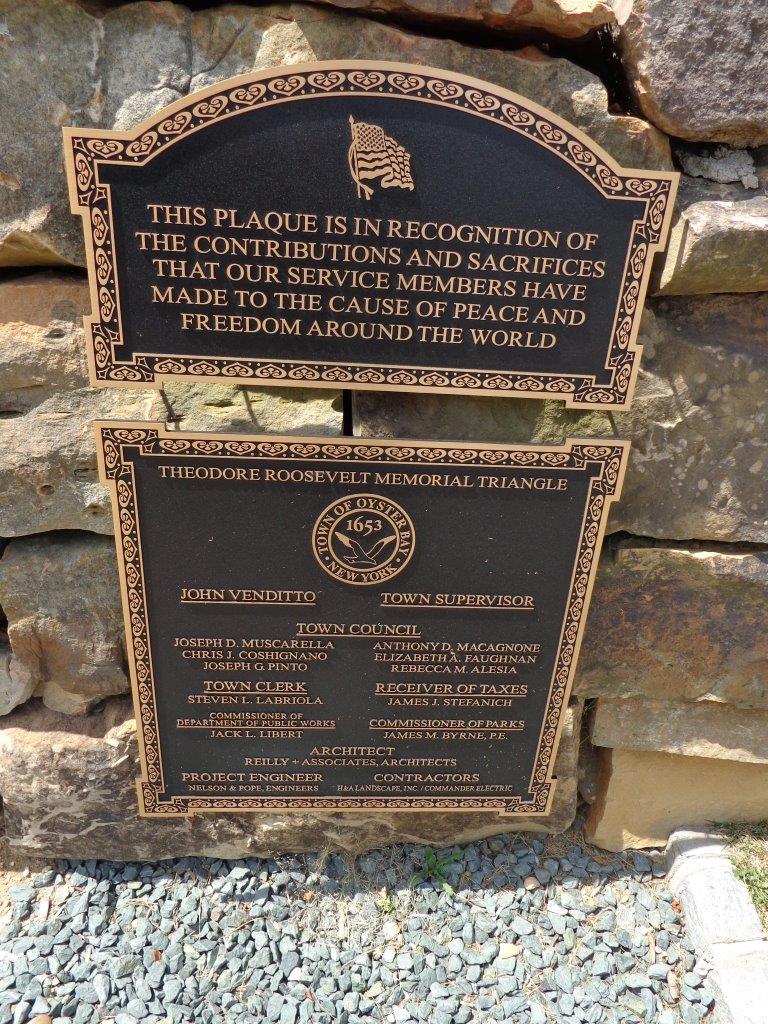 THIS PLAQUE IS IN RECOGNITION OF
THE CONTRIBUTIONS AND SACRIFICES
THAT OUR SERVICE MEMBERS HAVE
MADE TO THE CAUSE OF PEACE AND
FREEDOM AROUND THE WORLD
THEODORE ROOSEVELT MEMORIAL TRIANGLE
TOWN OF OYSTER BAY
1653
NEW YORK
JOHN VENDITTO TOWN SUPERVISOR
TOWN COUNCIL
JOSEPH D. MUSCARELLA ANTHONY D. MACAGNONE
CHRIS J. COSHIGNANO ELIZABETH A. FAUGHNAN
JOSEPH G. PINTO REBECCA M. ALESIA
TOWN CLERK RECEIVER OF TAXES
STEVEN L. LABRIOLA JAMES J. STEFANICH
COMMISSIONER OF
DEPARTMENT OF PUBLIC WORKS COMMISSIONER OF PARKS
JACK L. LIBERT JAMES M. BYRNE, P.E.
ARCHITECT
REILLY + ASSOCIATES, ARCHITECTS
PROJECT ENGINEER CONTRACTORS
NELSON & POPE, ENGINEERS H&A LANDSCAPE, INC. / COMMANDER ELECTRIC